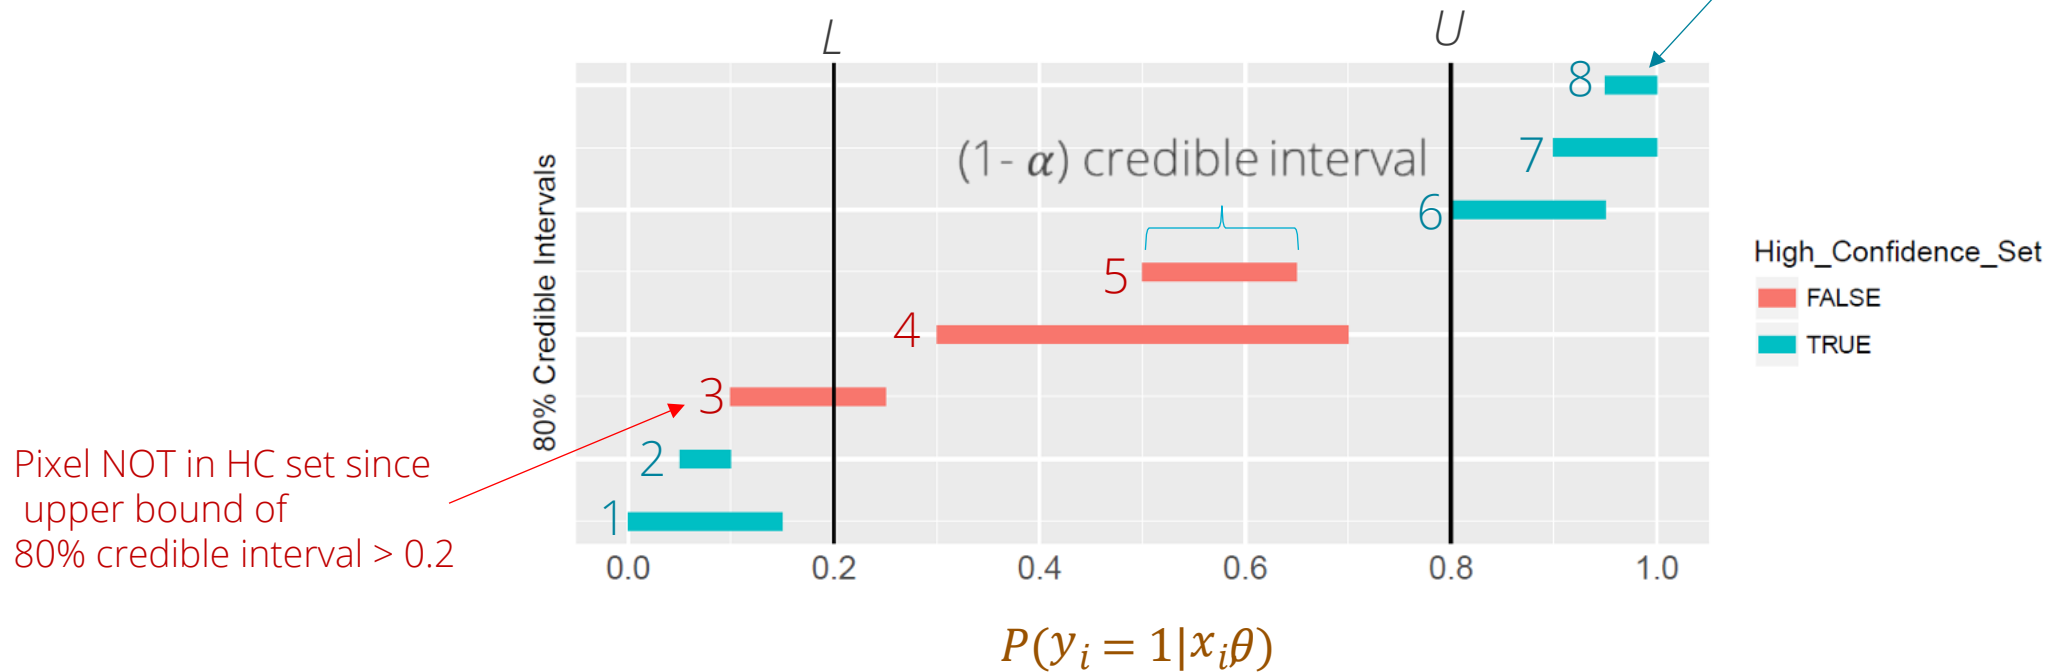 L
U
8
(1- α) credible interval
7
6
5
4
3
2
1
80% Credible Intervals
High_Confidence_Set
FALSE
TRUE
Pixel NOT in HC set since
upper bound of
80% credible interval > 0.2
0.0 0.2 0.4 0.6 0.8 1.0
P(yᵢ = 1|xᵢθ)